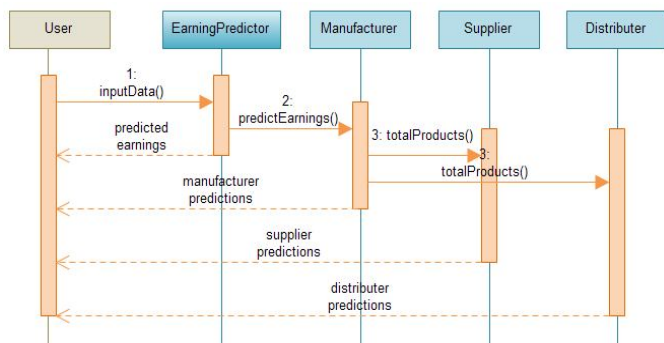 User
EarningPredictor
Manufacturer
Supplier
Distributer
1:
inputData()
2:
predictEarnings()
predicted
earnings
3: totalProducts()
3:
totalProducts()
manufacturer
predictions
supplier
predictions
distributer
predictions